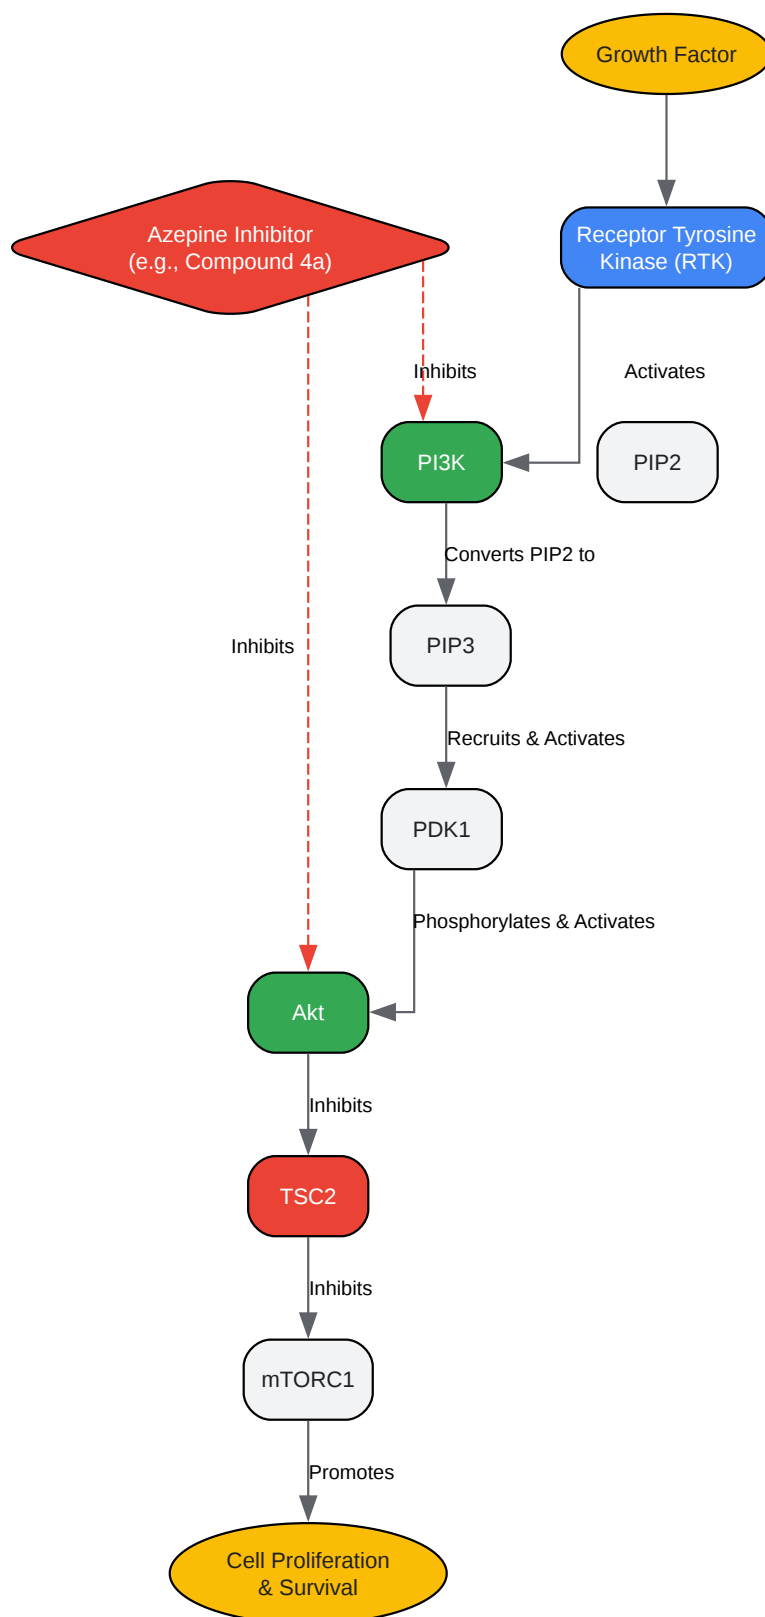 Growth Factor
Azepine Inhibitor
(e.g., Compound 4a)
Receptor Tyrosine
Kinase (RTK)
Inhibits
Activates
PI3K
PIP2
Converts PIP2 to
PIP3
Inhibits
Recruits & Activates
PDK1
Phosphorylates & Activates
Akt
Inhibits
TSC2
Inhibits
mTORC1
Promotes
Cell Proliferation
& Survival